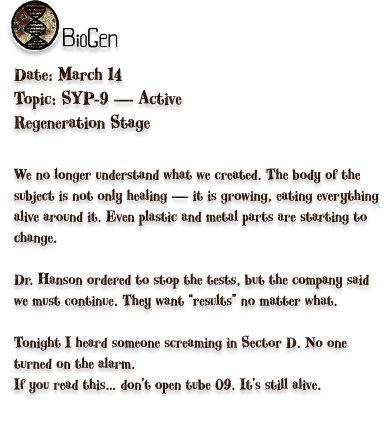 BioGen
Date: March 14
Topic: SYP-9 — Active
Regeneration Stage
We no longer understand what we created. The body of the
subject is not only healing — it is growing, eating everything
alive around it. Even plastic and metal parts are starting to
change.
Dr. Hanson ordered to stop the tests, but the company said
we must continue. They want “results” no matter what.
Tonight I heard someone screaming in Sector D. No one
turned on the alarm.
If you read this... don't open tube 09. It's still alive.